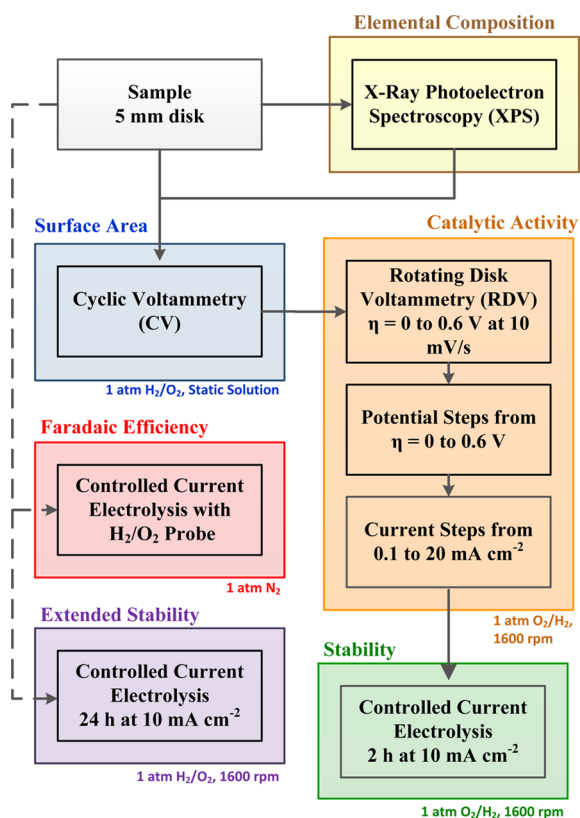 Elemental Composition
Sample
5 mm disk
X-Ray Photoelectron
Spectroscopy (XPS)
Surface Area
Cyclic Voltammetry
(CV)
1 atm H₂/O₂, Static Solution
Catalytic Activity
Rotating Disk
Voltammetry (RDV)
η = 0 to 0.6 V at 10
mV/s
Potential Steps from
η = 0 to 0.6 V
Current Steps from
0.1 to 20 mA cm⁻²
1 atm O₂/H₂,
1600 rpm
Faradaic Efficiency
Controlled Current
Electrolysis with
H₂/O₂ Probe
1 atm N₂
Extended Stability
Controlled Current
Electrolysis
24 h at 10 mA cm⁻²
1 atm H₂/O₂, 1600 rpm
Stability
Controlled Current
Electrolysis
2 h at 10 mA cm⁻²
1 atm O₂/H₂, 1600 rpm